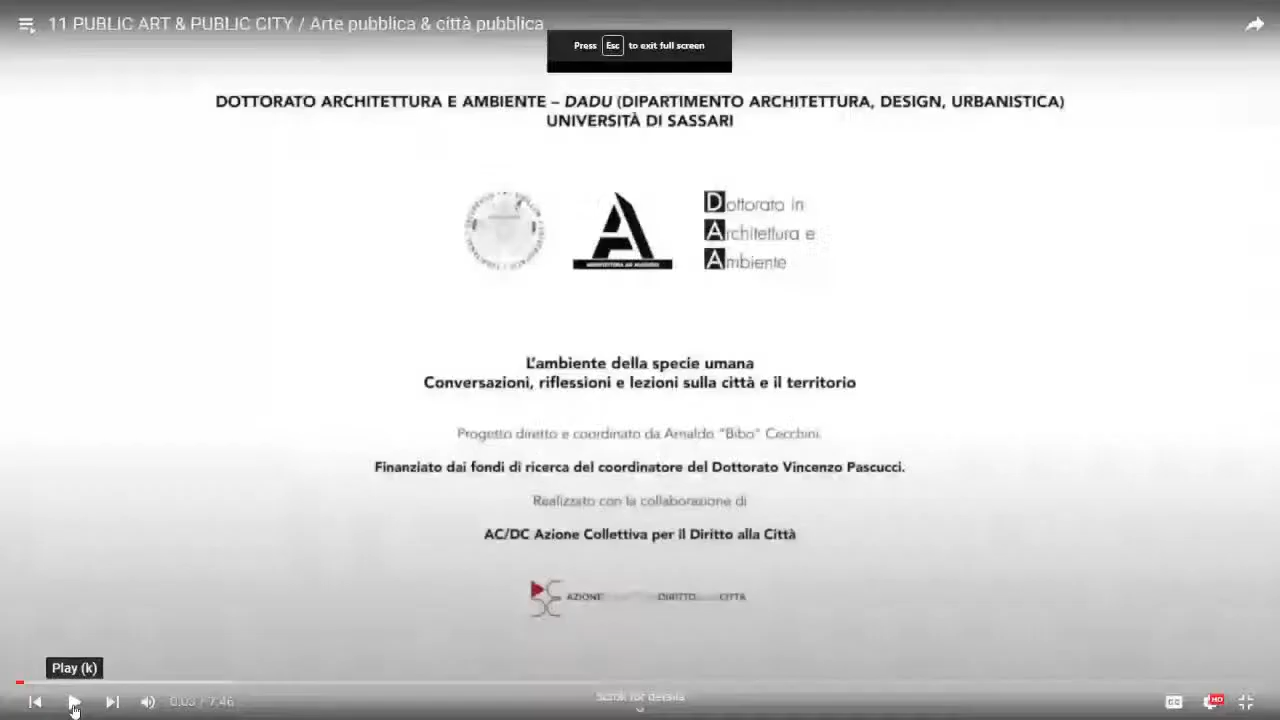 11 PUBLIC ART & PUBLIC CITY / Arte pubblica & città pubblica
Press Esc to exit full screen
DOTTORATO ARCHITETTURA E AMBIENTE – DADU (DIPARTIMENTO ARCHITETTURA, DESIGN, URBANISTICA)
UNIVERSITÀ DI SASSARI
Dottorato in
Architettura e
Ambiente
L'ambiente della specie umana
Conversazioni, riflessioni e lezioni sulla città e il territorio
Progetto diretto e coordinato da Arnaldo "Bibo" Cecchini.
Finanziato dai fondi di ricerca del coordinatore del Dottorato Vincenzo Pascucci.
Realizzato con la collaborazione di
AC/DC Azione Collettiva per il Diritto alla Città
AZIONE DIRITTO CITTÀ
Play (k)
0:03 / 7:46
Scroll for details
CC
HD